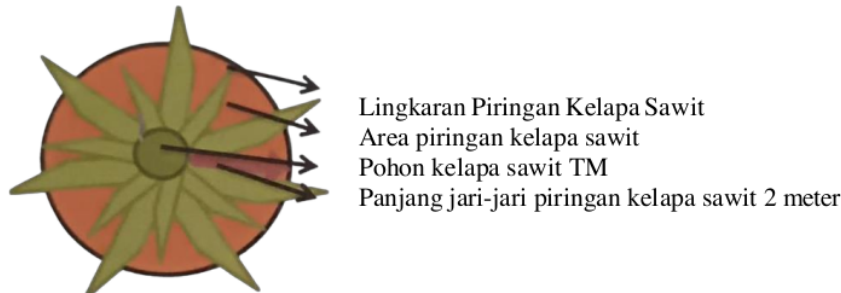 Lingkaran Piringan Kelapa Sawit
Area piringan kelapa sawit
Pohon kelapa sawit TM
Panjang jari-jari piringan kelapa sawit 2 meter